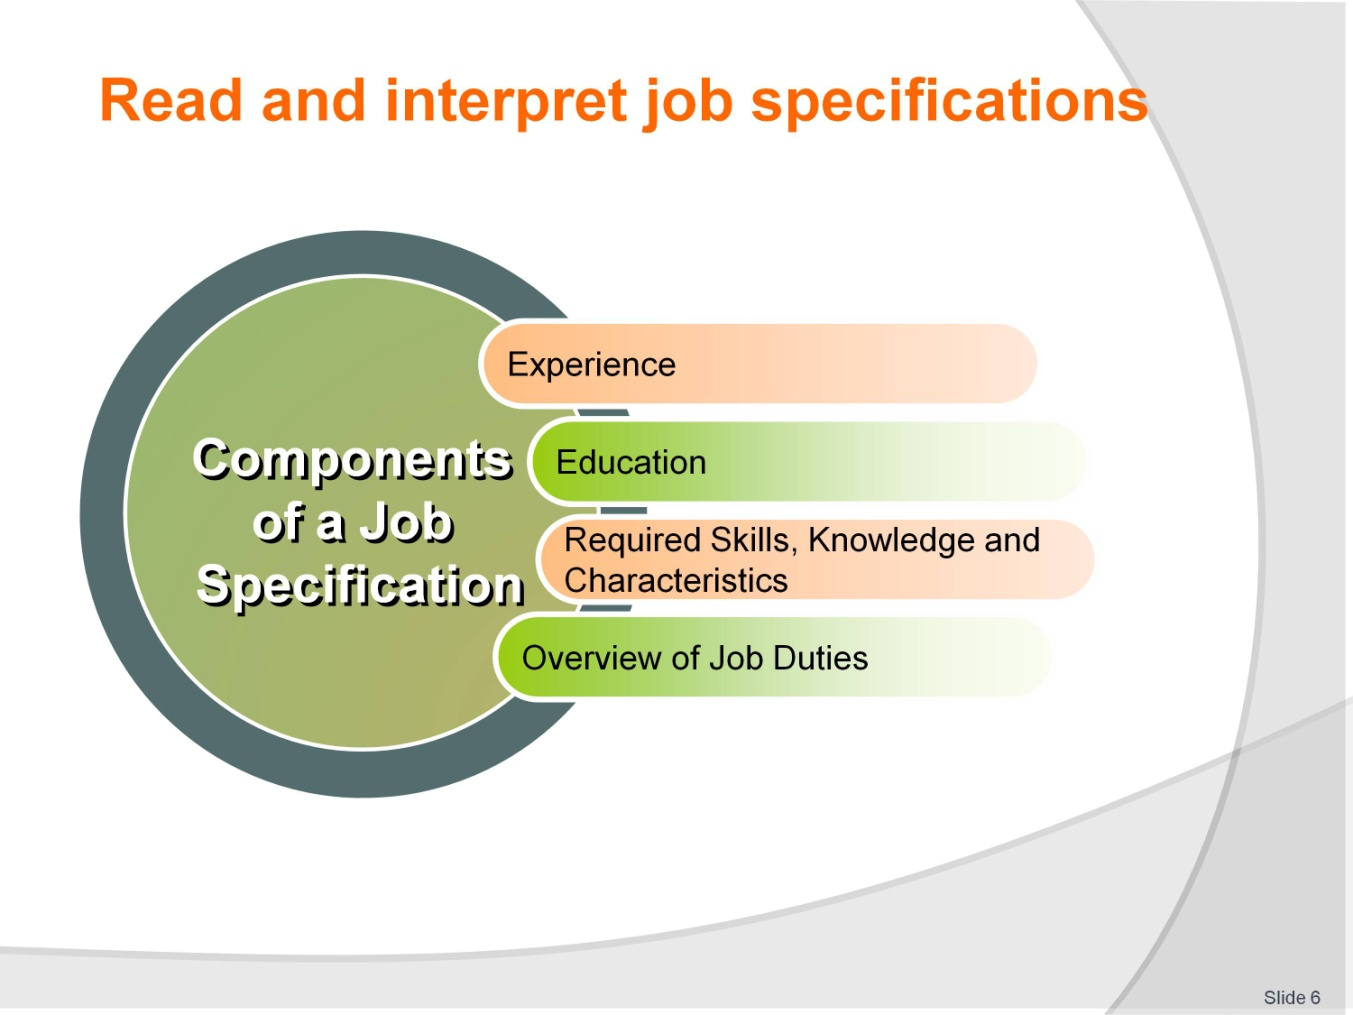 Read and interpret job specifications
Components
of a Job
Specification
Experience
Education
Required Skills, Knowledge and
Characteristics
Overview of Job Duties
Slide 6